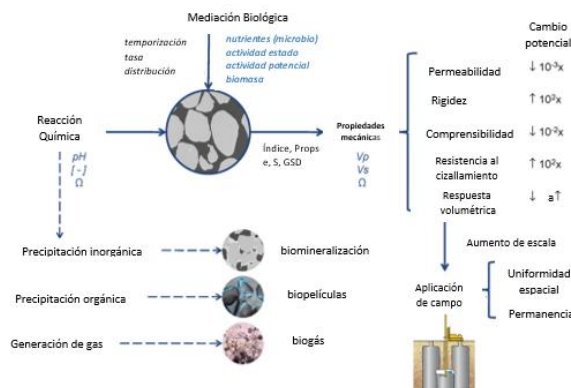 Mediación Biológica
temporización
tasa
distribución
nutrientes (microbio)
actividad estado
actividad potencial
biomasa
Cambio
potencial
Reacción
Química
pH
[ - ]
Ω
Índice, Props
e, S, GSD
Propiedades
mecánicas
Vp
Vs
Ω
Permeabilidad ↓ 10⁻³x
Rigidez ↑ 10²x
Comprensibilidad ↓ 10⁻²x
Resistencia al
cizallamiento ↑ 10²x
Respuesta
volumétrica ↓ a↑
Aumento de escala
Aplicación
de campo
Uniformidad
espacial
Permanencia
Precipitación inorgánica
biomineralización
Precipitación orgánica
biopelículas
Generación de gas
biogás